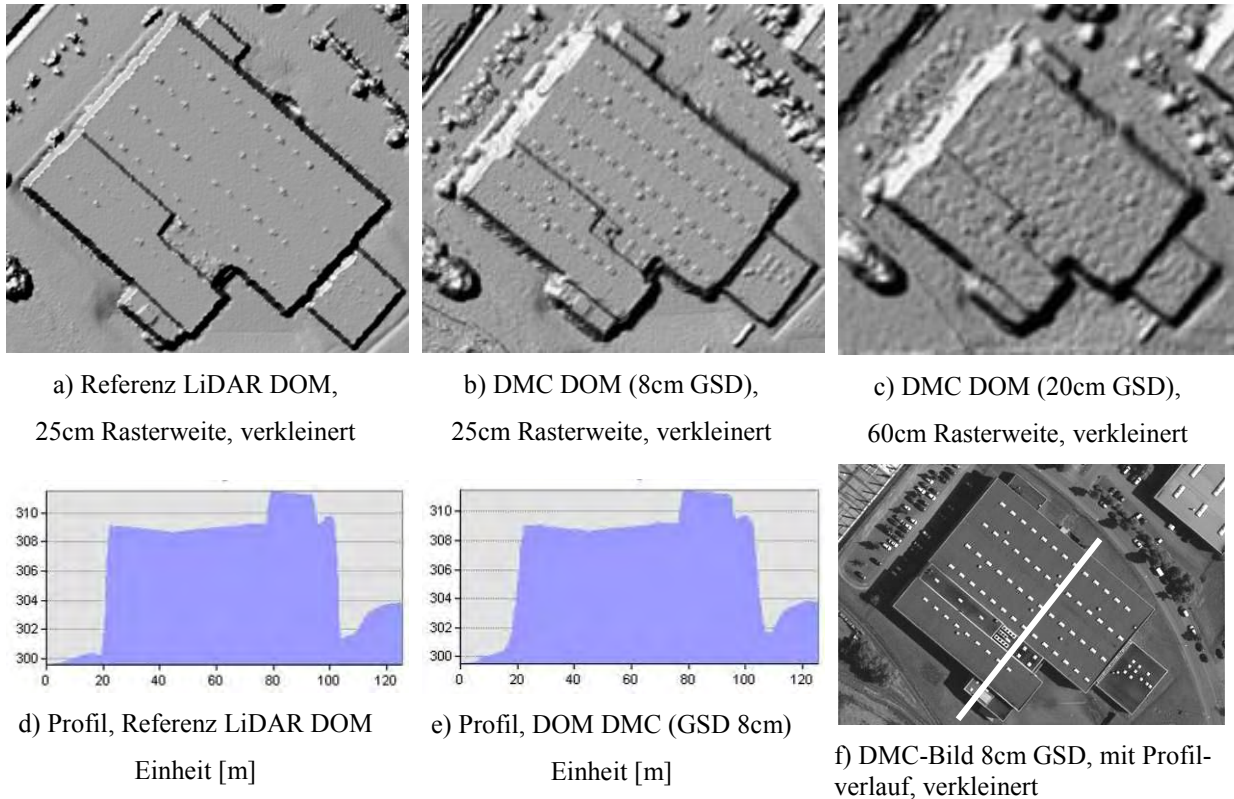 a) Referenz LiDAR DOM,
25cm Rasterweite, verkleinert
b) DMC DOM (8cm GSD),
25cm Rasterweite, verkleinert
c) DMC DOM (20cm GSD),
60cm Rasterweite, verkleinert
310
308
306
304
302
300
0 20 40 60 80 100 120
d) Profil, Referenz LiDAR DOM
Einheit [m]
310
308
306
304
302
300
0 20 40 60 80 100 120
e) Profil, DOM DMC (GSD 8cm)
Einheit [m]
f) DMC-Bild 8cm GSD, mit Profil-
verlauf, verkleinert